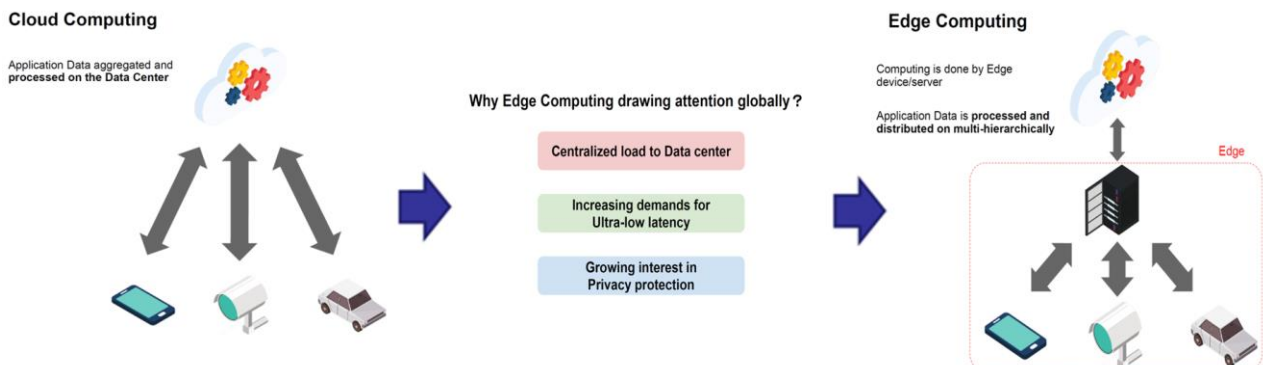 Cloud Computing
Application Data aggregated and
processed on the Data Center
Why Edge Computing drawing attention globally？
Centralized load to Data center
Increasing demands for
Ultra-low latency
Growing interest in
Privacy protection
Edge Computing
Computing is done by Edge
device/server
Application Data is processed and
distributed on multi-hierarchically
Edge